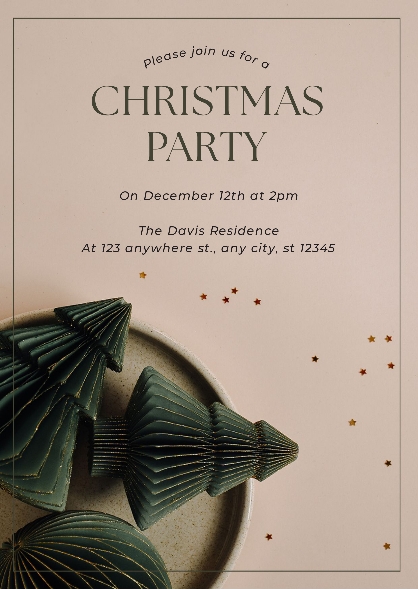 Please join us for a
CHRISTMAS
PARTY
On December 12th at 2pm
The Davis Residence
At 123 anywhere st., any city, st 12345